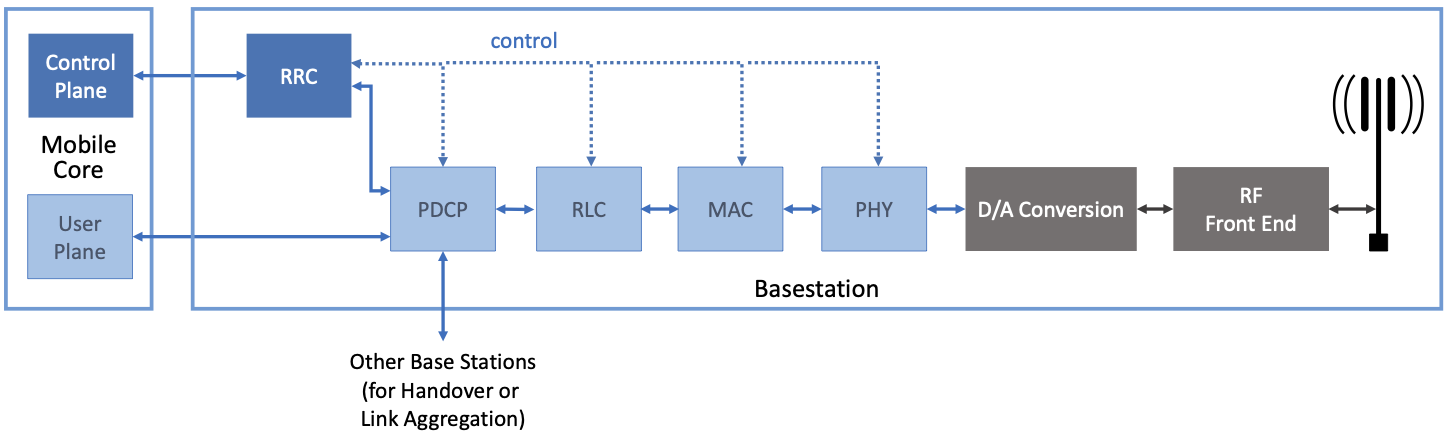 control
Control
Plane
RRC
Mobile
Core
User
Plane
PDCP
RLC
MAC
PHY
D/A Conversion
RF
Front End
Basestation
Other Base Stations
(for Handover or
Link Aggregation)